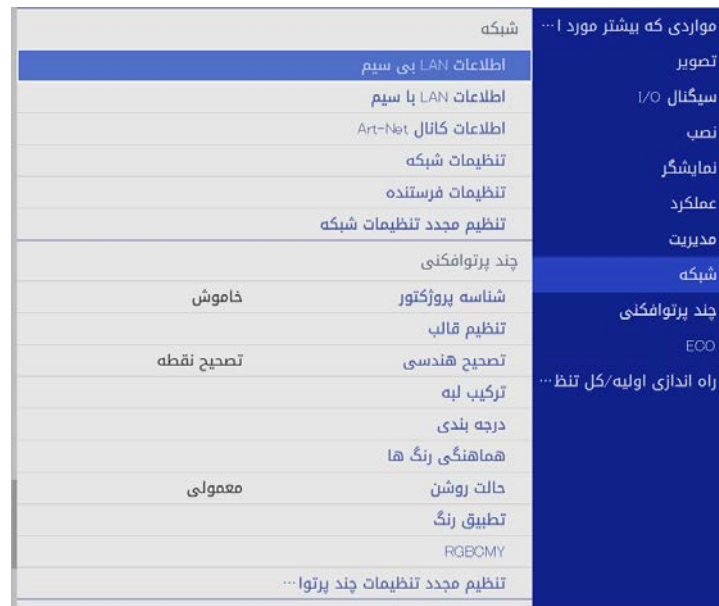 مواردی که بیشتر مورد ا…
تصویر
سیگنال I/O
نصب
نمایشگر
عملکرد
مدیریت
شبکه
چند پرتوافکنی
ECO
راه اندازی اولیه/کل تنظ…
شبکه
اطلاعات LAN بی سیم
اطلاعات LAN با سیم
اطلاعات کانال Art-Net
تنظیمات شبکه
تنظیمات فرستنده
تنظیم مجدد تنظیمات شبکه
چند پرتوافکنی
شناسه پروژکتور خاموش
تنظیم قالب
تصحیح هندسی تصحیح نقطه
ترکیب لبه
درجه بندی
هماهنگی رنگ ها
حالت روشن معمولی
تطبیق رنگ
RGBCMY
تنظیم مجدد تنظیمات چند پرتوا…